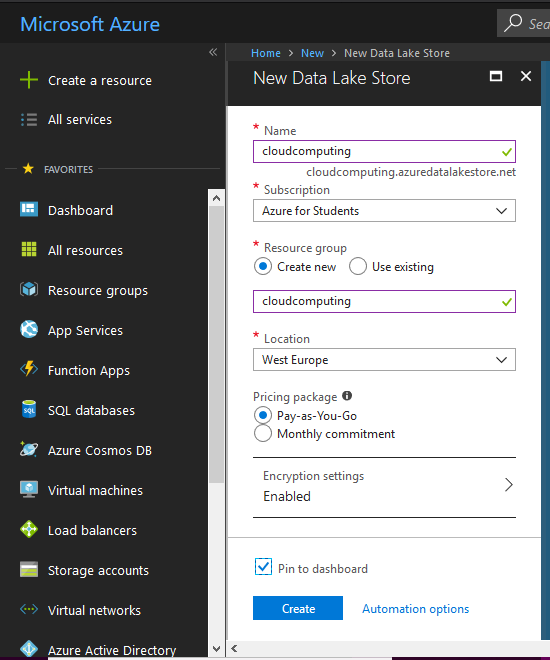 Microsoft Azure
Sea
Home > New > New Data Lake Store
Create a resource
All services
FAVORITES
Dashboard
All resources
Resource groups
App Services
Function Apps
SQL databases
Azure Cosmos DB
Virtual machines
Load balancers
Storage accounts
Virtual networks
Azure Active Directory
New Data Lake Store
* Name
cloudcomputing
cloudcomputing.azuredatalakestore.net
* Subscription
Azure for Students
* Resource group
Create new Use existing
cloudcomputing
* Location
West Europe
Pricing package
Pay-as-You-Go
Monthly commitment
Encryption settings
Enabled
Pin to dashboard
Create Automation options